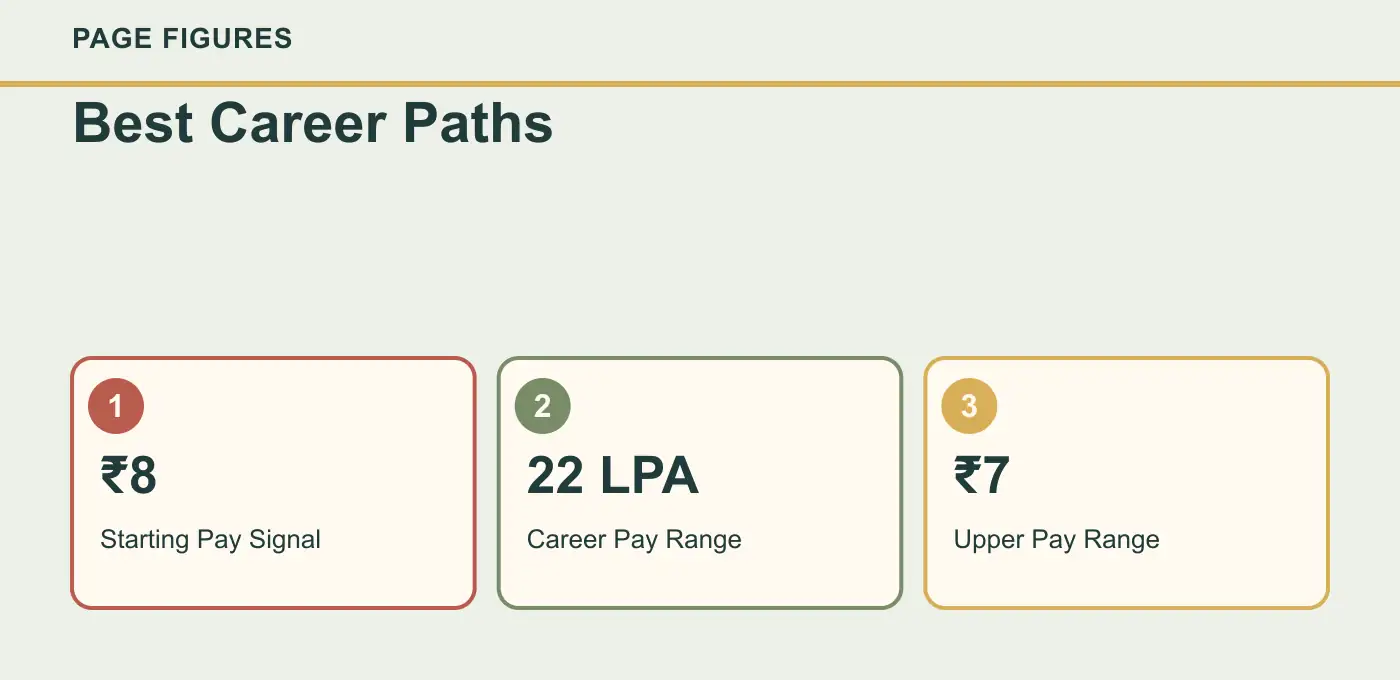 PAGE FIGURES
Best Career Paths
1
₹8
Starting Pay Signal
2
22 LPA
Career Pay Range
3
₹7
Upper Pay Range